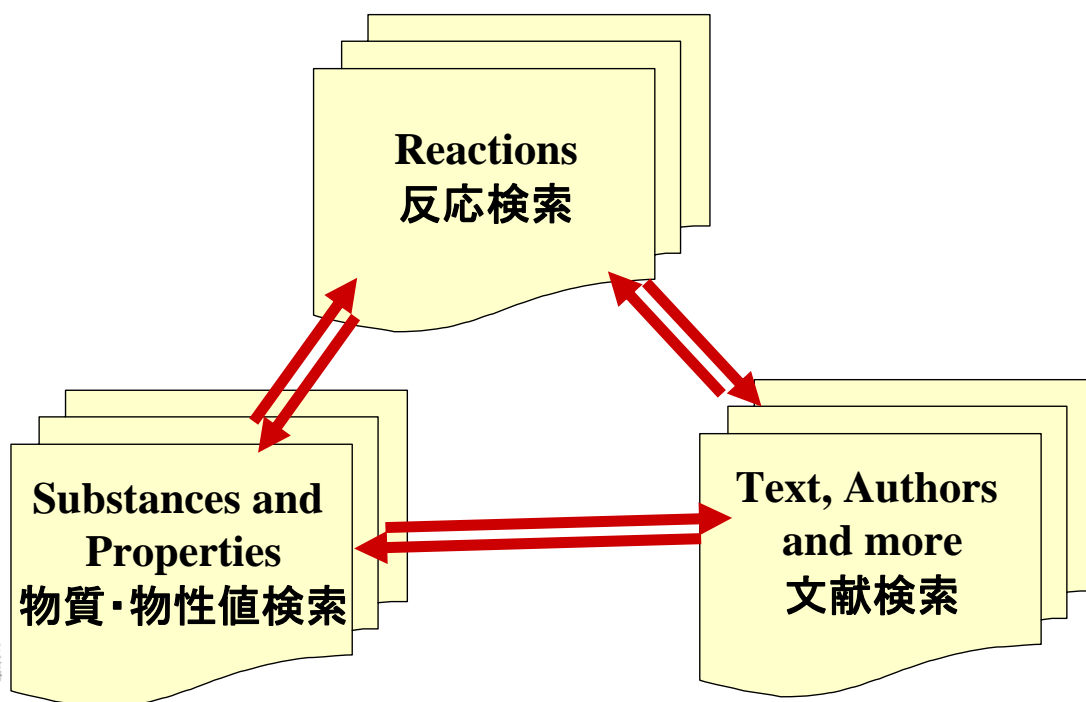 Reactions
反応検索
Substances and
Properties
物質・物性値検索
Text, Authors
and more
文献検索